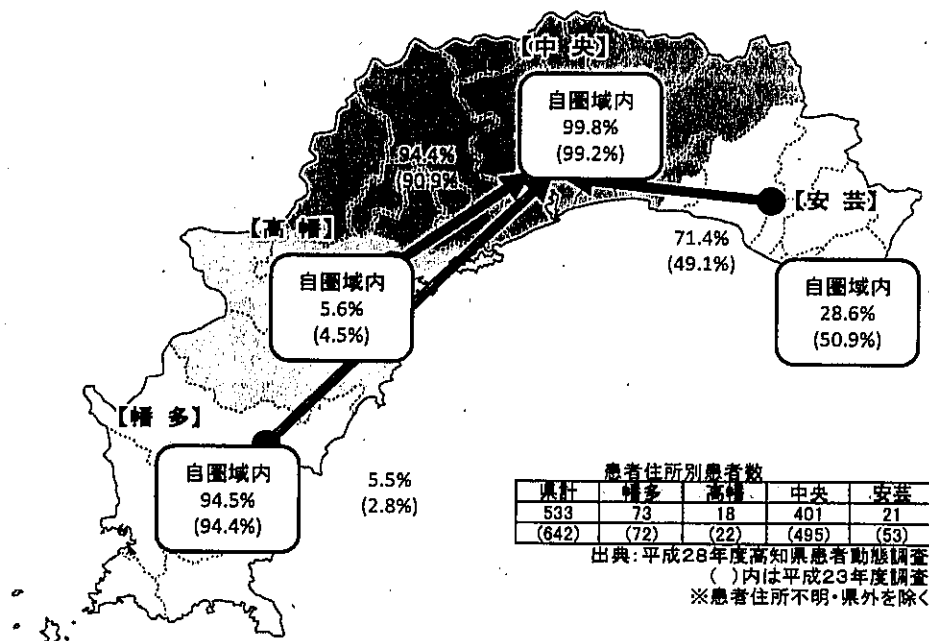 【中 央】
自圏域内
99.8%
(99.2%)
94.4%
(90.9%
【安 芸】
71.4%
(49.1%)
自圏域内
28.6%
(50.9%)
【高 幡】
自圏域内
5.6%
(4.5%)
【幡 多】
自圏域内
94.5%
(94.4%)
5.5%
(2.8%)
患者住所別患者数
県計 幡多 高幡 中央 安芸
533 73 18 401 21
(642) (72) (22) (495) (53)
出典:平成28年度高知県患者動態調査
( )内は平成23年度調査
※患者住所不明・県外を除く